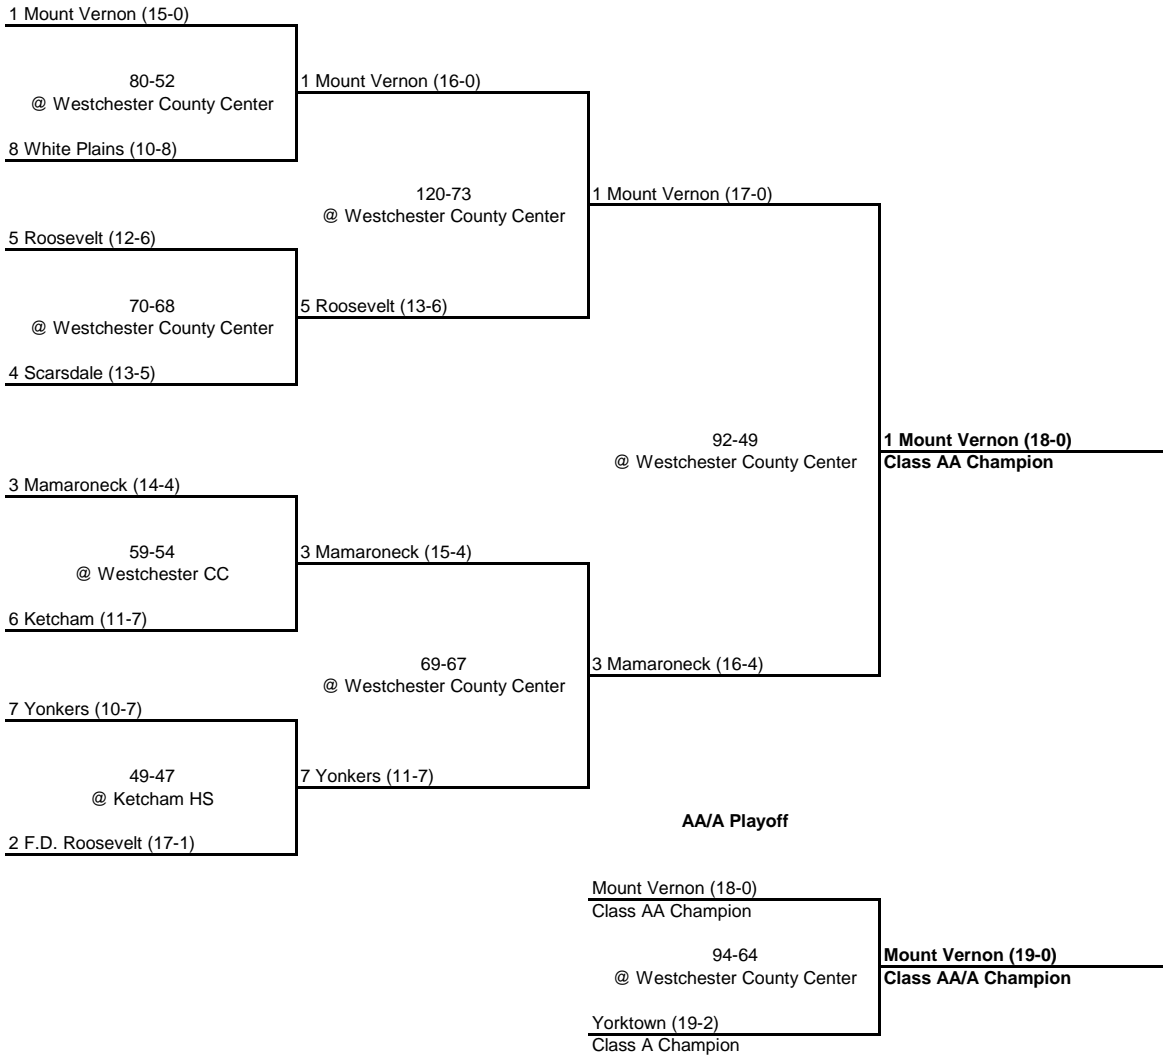 1 Mount Vernon (15-0)
80-52
@ Westchester County Center
1 Mount Vernon (16-0)
8 White Plains (10-8)
120-73
@ Westchester County Center
1 Mount Vernon (17-0)
5 Roosevelt (12-6)
70-68
@ Westchester County Center
5 Roosevelt (13-6)
4 Scarsdale (13-5)
92-49
@ Westchester County Center
1 Mount Vernon (18-0)
Class AA Champion
3 Mamaroneck (14-4)
59-54
@ Westchester CC
3 Mamaroneck (15-4)
6 Ketcham (11-7)
69-67
@ Westchester County Center
3 Mamaroneck (16-4)
7 Yonkers (10-7)
49-47
@ Ketcham HS
7 Yonkers (11-7)
2 F.D. Roosevelt (17-1)
AA/A Playoff
Mount Vernon (18-0)
Class AA Champion
94-64
@ Westchester County Center
Mount Vernon (19-0)
Class AA/A Champion
Yorktown (19-2)
Class A Champion